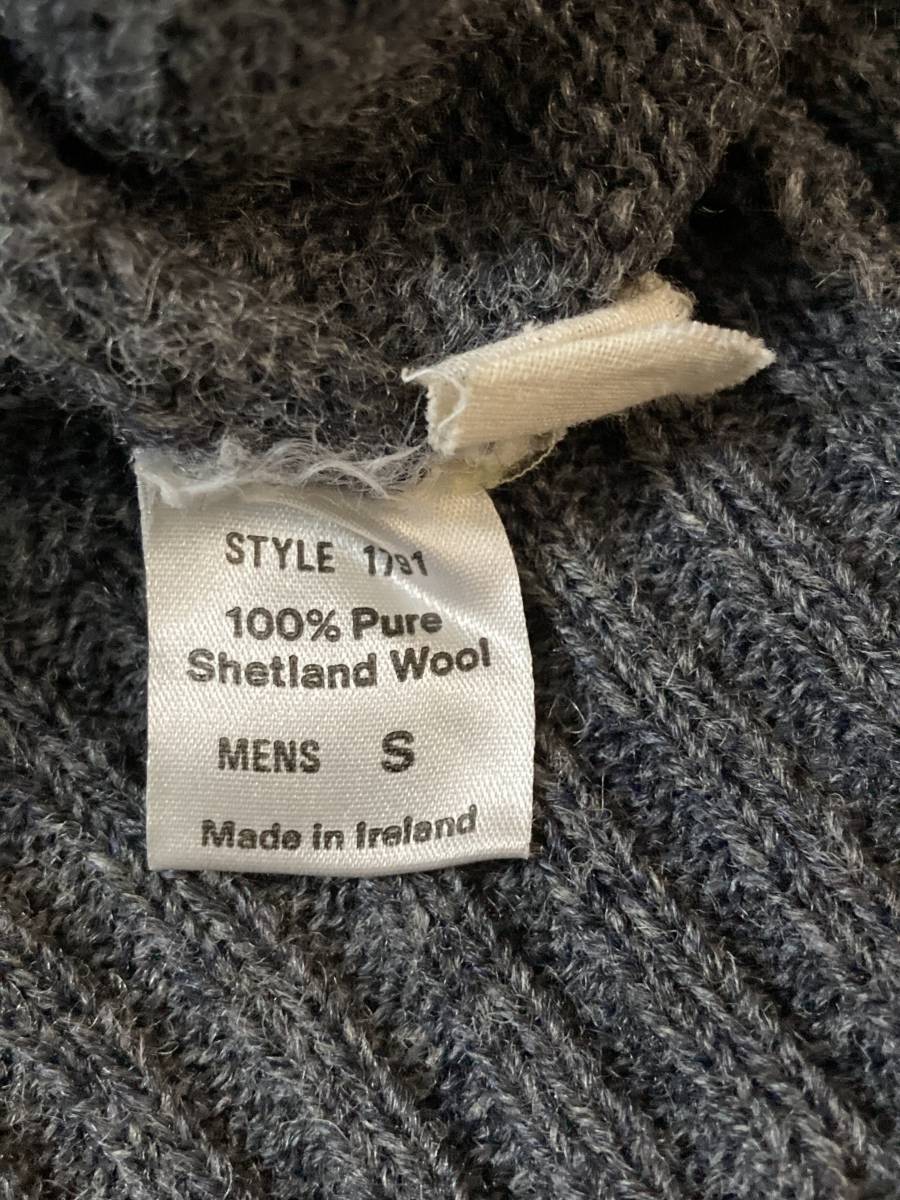 STYLE 1791
100% Pure
Shetland Wool
MENS S
Made in Ireland